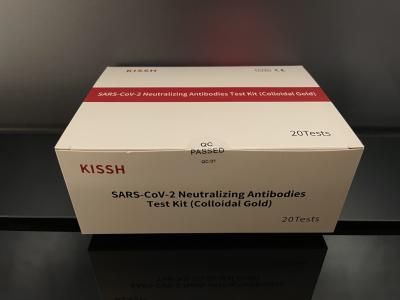 KISSH
SARS-CoV-2 Neutralizing Antibodies Test Kit (Colloidal Gold)
20Tests
QC
PASSED
KISSH
SARS-CoV-2 Neutralizing Antibodies
Test Kit (Colloidal Gold)
20Tests